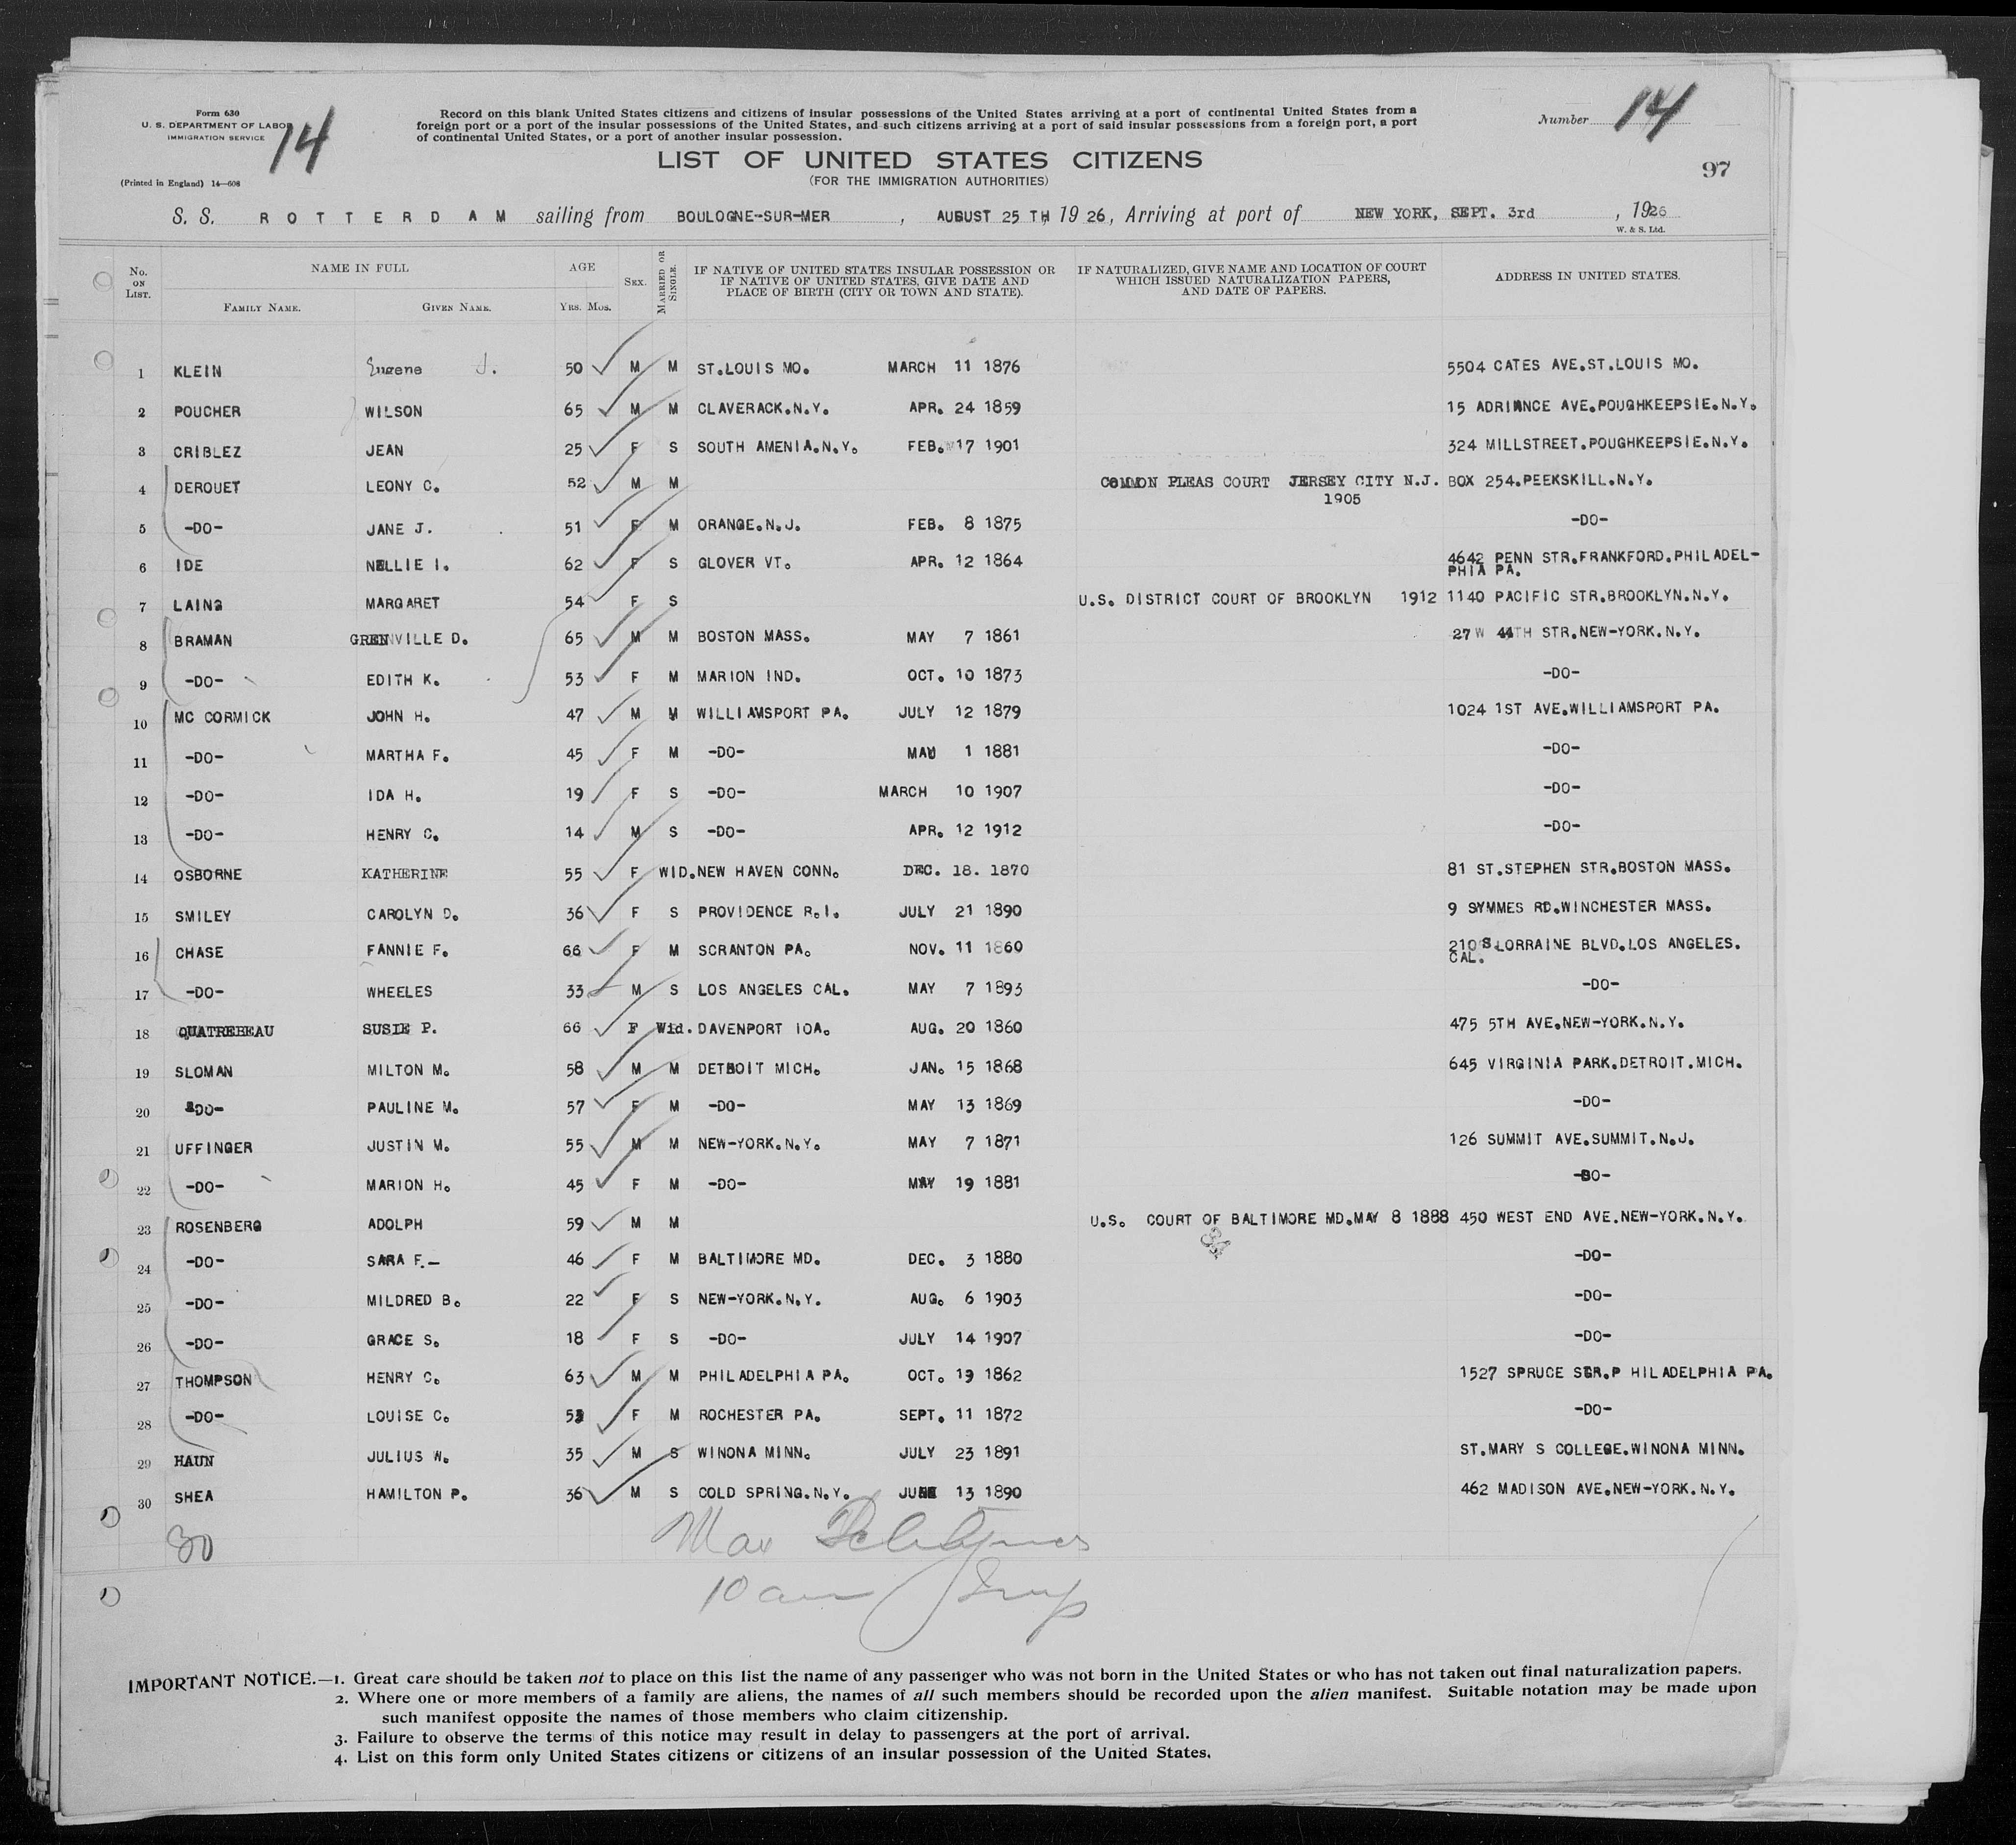 Form 630
U. S. DEPARTMENT OF LABOR
IMMIGRATION SERVICE
14
(Printed in England) 14—608
Record on this blank United States citizens and citizens of insular possessions of the United States arriving at a port of continental United States from a
foreign port or a port of the insular possessions of the United States, and such citizens arriving at a port of said insular possessions from a foreign port, a port
of continental United States, or a port of another insular possession.
Number 14
LIST OF UNITED STATES CITIZENS
(FOR THE IMMIGRATION AUTHORITIES)
97
S. S. ROTTERDAM sailing from BOULOGNE-SUR-MER, AUGUST 25 TH 1926, Arriving at port of NEW YORK, SEPT. 3rd, 1926
W. & S. Ltd.
No. ON LIST. NAME IN FULL FAMILY NAME. GIVEN NAME. AGE YRS. MOS. SEX. MARRIED OR SINGLE. IF NATIVE OF UNITED STATES INSULAR POSSESSION OR IF NATIVE OF UNITED STATES, GIVE DATE AND PLACE OF BIRTH (CITY OR TOWN AND STATE). IF NATURALIZED, GIVE NAME AND LOCATION OF COURT WHICH ISSUED NATURALIZATION PAPERS, AND DATE OF PAPERS. ADDRESS IN UNITED STATES.
1 KLEIN Eugene J. 50 M M ST.LOUIS MO. MARCH 11 1876 5504 CATES AVE.ST.LOUIS MO.
2 POUCHER WILSON 65 M M CLAVERACK.N.Y. APR. 24 1859 15 ADRIANCE AVE.POUGHKEEPSIE.N.Y.
3 CRIBLEZ JEAN 25 F S SOUTH AMENIA.N.Y. FEB. 17 1901 324 MILLSTREET.POUGHKEEPSIE.N.Y.
4 DEROUET LEONY C. 52 M M COMMON PLEAS COURT JERSEY CITY N.J. 1905 BOX 254.PEEKSKILL.N.Y.
5 -DO- JANE J. 51 F M ORANGE.N.J. FEB. 8 1875 -DO-
6 IDE NELLIE I. 62 F S GLOVER VT. APR. 12 1864 4642 PENN STR.FRANKFORD.PHILADEL-
PHIA PA.
7 LAING MARGARET 54 F S U.S. DISTRICT COURT OF BROOKLYN 1912 1140 PACIFIC STR.BROOKLYN.N.Y.
8 BRAMAN GRENVILLE D. 65 M M BOSTON MASS. MAY 7 1861 27 W 44TH STR.NEW-YORK.N.Y.
9 -DO- EDITH K. 53 F M MARION IND. OCT. 10 1873 -DO-
10 MC CORMICK JOHN H. 47 M M WILLIAMSPORT PA. JULY 12 1879 1024 1ST AVE.WILLIAMSPORT PA.
11 -DO- MARTHA F. 45 F M -DO- MAY 1 1881 -DO-
12 -DO- IDA H. 19 F S -DO- MARCH 10 1907 -DO-
13 -DO- HENRY C. 14 M S -DO- APR. 12 1912 -DO-
14 OSBORNE KATHERINE 55 F WID. NEW HAVEN CONN. DEC. 18. 1870 81 ST.STEPHEN STR.BOSTON MASS.
15 SMILEY CAROLYN D. 36 F S PROVIDENCE R.I. JULY 21 1890 9 SYMMES RD.WINCHESTER MASS.
16 CHASE FANNIE F. 66 F M SCRANTON PA. NOV. 11 1860 210 S.LORRAINE BLVD.LOS ANGELES.
CAL.
17 -DO- WHEELES 33 M S LOS ANGELES CAL. MAY 7 1893 -DO-
18 QUATREBEAU SUSIE P. 66 F Wid. DAVENPORT IOA. AUG. 20 1860 475 5TH AVE.NEW-YORK.N.Y.
19 SLOMAN MILTON M. 58 M M DETROIT MICH. JAN. 15 1868 645 VIRGINIA PARK.DETROIT.MICH.
20 -DO- PAULINE M. 57 F M -DO- MAY 13 1869 -DO-
21 UFFINGER JUSTIN M. 55 M M NEW-YORK.N.Y. MAY 7 1871 126 SUMMIT AVE.SUMMIT.N.J.
22 -DO- MARION H. 45 F M -DO- MAY 19 1881 -DO-
23 ROSENBERG ADOLPH 59 M M U.S. COURT OF BALTIMORE MD.MAY 8 1888 450 WEST END AVE.NEW-YORK.N.Y.
24 -DO- SARA F.- 46 F M BALTIMORE MD. DEC. 3 1880 -DO-
25 -DO- MILDRED B. 22 F S NEW-YORK.N.Y. AUG. 6 1903 -DO-
26 -DO- GRACE S. 18 F S -DO- JULY 14 1907 -DO-
27 THOMPSON HENRY C. 63 M M PHILADELPHIA PA. OCT. 19 1862 1527 SPRUCE STR.P HILADELPHIA PA.
28 -DO- LOUISE C. F M ROCHESTER PA. SEPT. 11 1872 -DO-
29 HAUN JULIUS W. 35 M S WINONA MINN. JULY 23 1891 ST.MARY S COLLEGE.WINONA MINN.
30 SHEA HAMILTON P. 36 M S COLD SPRING.N.Y. JUNE 13 1890 462 MADISON AVE.NEW-YORK.N.Y.
30
Max
10 am Insp
IMPORTANT NOTICE.—1. Great care should be taken not to place on this list the name of any passenger who was not born in the United States or who has not taken out final naturalization papers.
2. Where one or more members of a family are aliens, the names of all such members should be recorded upon the alien manifest. Suitable notation may be made upon
such manifest opposite the names of those members who claim citizenship.
3. Failure to observe the terms of this notice may result in delay to passengers at the port of arrival.
4. List on this form only United States citizens or citizens of an insular possession of the United States.